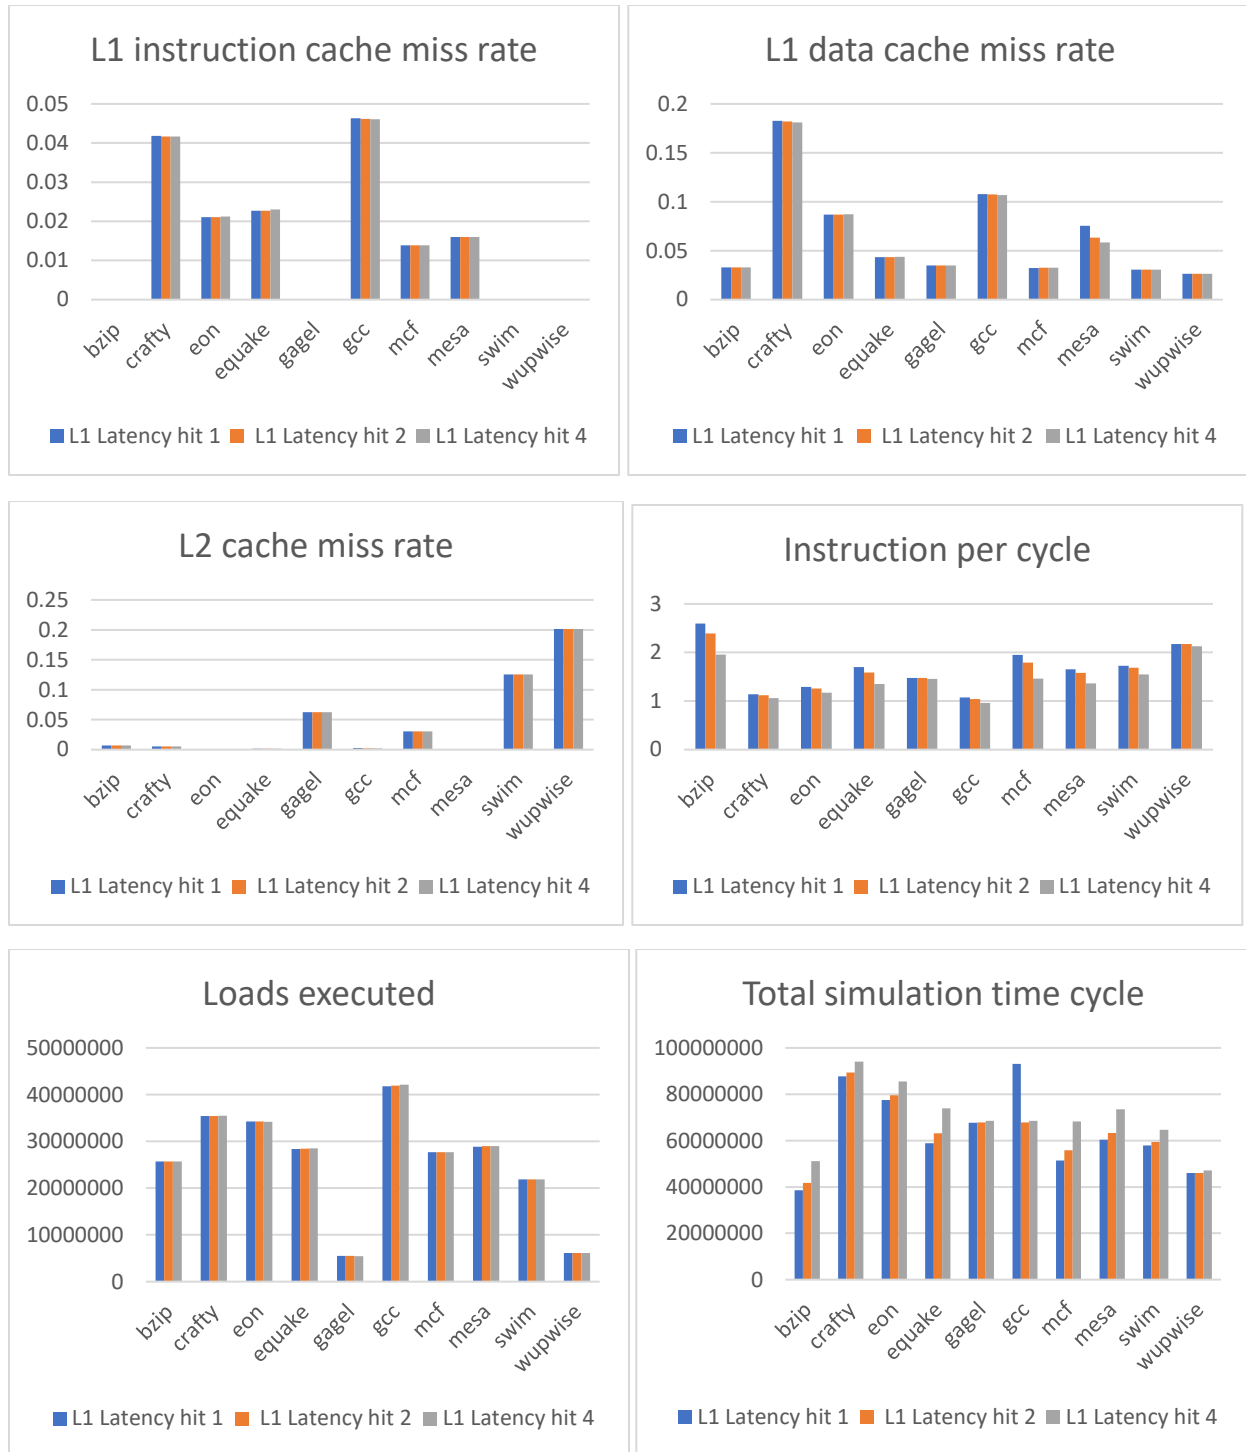 L1 instruction cache miss rate
0.05
0.04
0.03
0.02
0.01
0
bzip crafty eon equake gagel gcc mcf mesa swim wupwise
L1 Latency hit 1 L1 Latency hit 2 L1 Latency hit 4
L1 data cache miss rate
0.2
0.15
0.1
0.05
0
bzip crafty eon equake gagel gcc mcf mesa swim wupwise
L1 Latency hit 1 L1 Latency hit 2 L1 Latency hit 4
L2 cache miss rate
0.25
0.2
0.15
0.1
0.05
0
bzip crafty eon equake gagel gcc mcf mesa swim wupwise
L1 Latency hit 1 L1 Latency hit 2 L1 Latency hit 4
Instruction per cycle
3
2
1
0
bzip crafty eon equake gagel gcc mcf mesa swim wupwise
L1 Latency hit 1 L1 Latency hit 2 L1 Latency hit 4
Loads executed
50000000
40000000
30000000
20000000
10000000
0
bzip crafty eon equake gagel gcc mcf mesa swim wupwise
L1 Latency hit 1 L1 Latency hit 2 L1 Latency hit 4
Total simulation time cycle
100000000
80000000
60000000
40000000
20000000
0
bzip crafty eon equake gagel gcc mcf mesa swim wupwise
L1 Latency hit 1 L1 Latency hit 2 L1 Latency hit 4